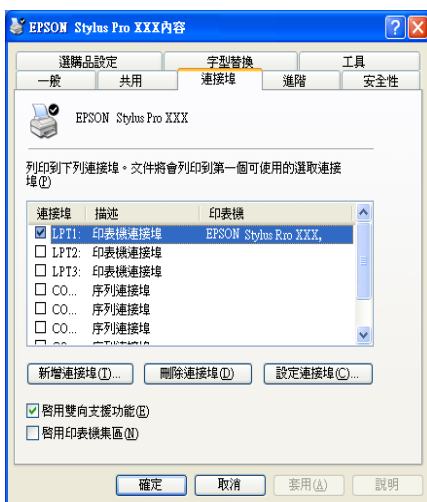 EPSON Stylus Pro XXX內容
選購品設定 字型替換 工具
一般 共用 連接埠 進階 安全性
EPSON Stylus Pro XXX
列印到下列連接埠。文件將會列印到第一個可使用的選取連接
埠(P)
連接埠 描述 印表機
LPT1: 印表機連接埠 EPSON Stylus Rro XXX,
LPT2: 印表機連接埠
LPT3: 印表機連接埠
CO... 序列連接埠
CO... 序列連接埠
CO... 序列連接埠
新增連接埠(T)... 刪除連接埠(D) 設定連接埠(C)...
啓用雙向支援功能(E)
啓用印表機集區(N)
確定 取消 套用(A) 說明